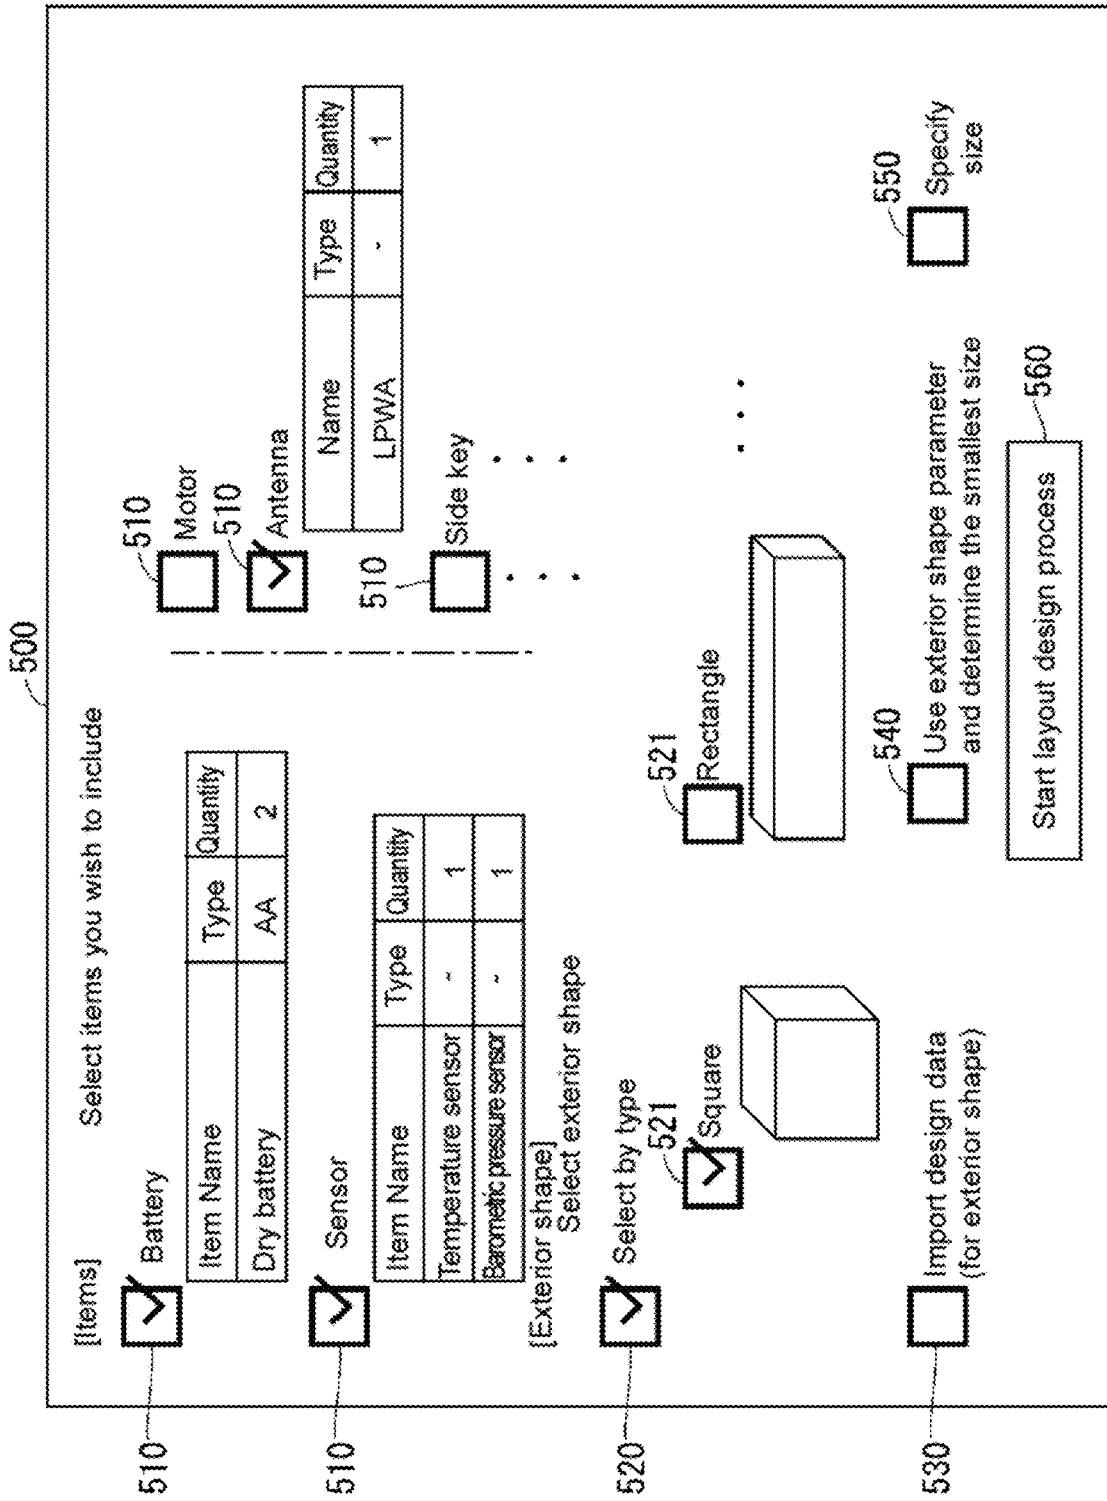 500
[Items] Select items you wish to include
510 Battery
Item Name Type Quantity
Dry battery AA 2
510 Sensor
Item Name Type Quantity
Temperature sensor ~ 1
Barometric pressure sensor ~ 1
510 Motor
510 Antenna
Name Type Quantity
LPWA - 1
510 Side key
[Exterior shape]
Select exterior shape
520 Select by type
521 Square
521 Rectangle
530 Import design data
(for exterior shape)
540 Use exterior shape parameter
and determine the smallest size
550 Specify
size
Start layout design process 560